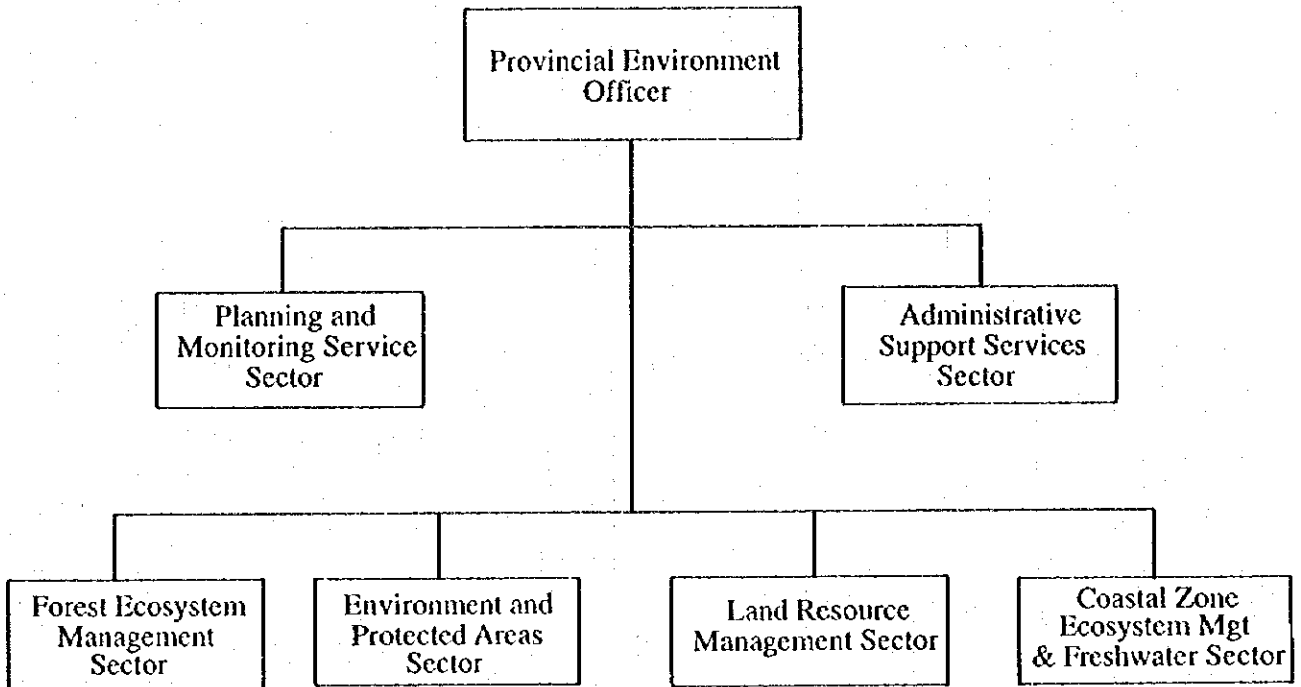 Provincial Environment
Officer
Planning and
Monitoring Service
Sector
Administrative
Support Services
Sector
Forest Ecosystem
Management
Sector
Environment and
Protected Areas
Sector
Land Resource
Management Sector
Coastal Zone
Ecosystem Mgt
& Freshwater Sector